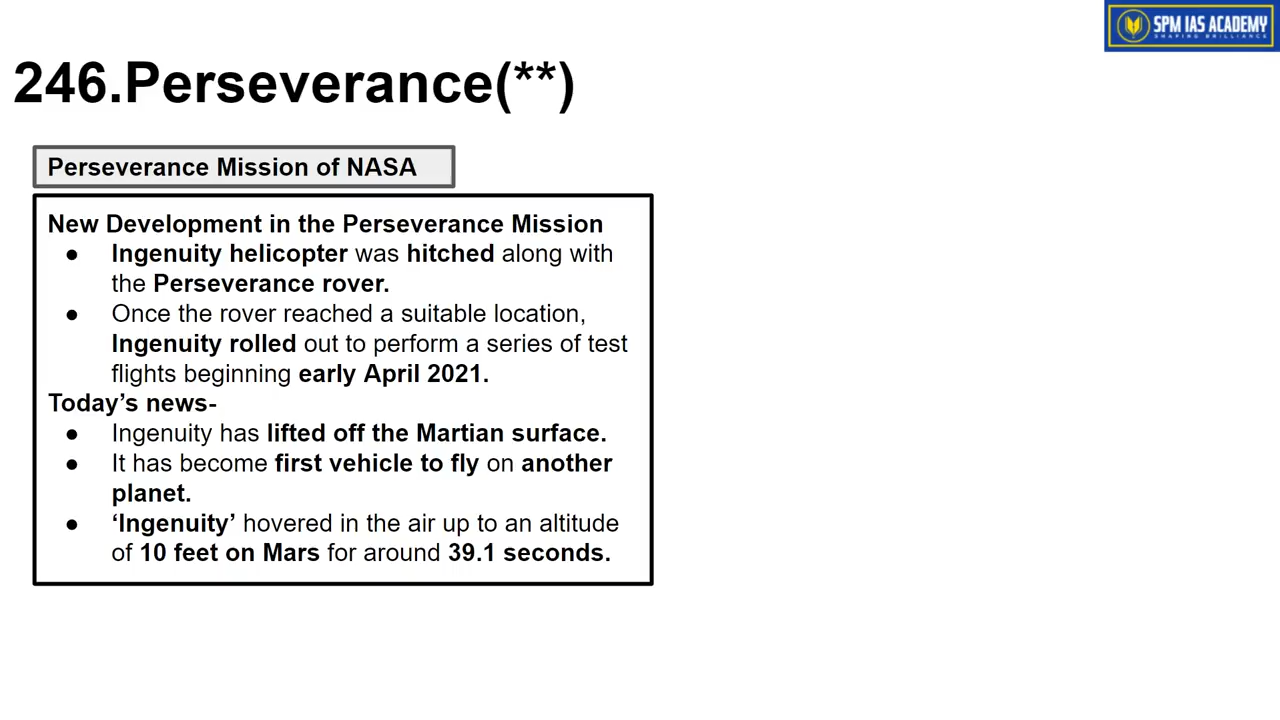 SPM IAS ACADEMY
SHAPING BRILLIANCE
246.Perseverance(**)
Perseverance Mission of NASA
New Development in the Perseverance Mission
● Ingenuity helicopter was hitched along with
the Perseverance rover.
● Once the rover reached a suitable location,
Ingenuity rolled out to perform a series of test
flights beginning early April 2021.
Today’s news-
● Ingenuity has lifted off the Martian surface.
● It has become first vehicle to fly on another
planet.
● ‘Ingenuity’ hovered in the air up to an altitude
of 10 feet on Mars for around 39.1 seconds.